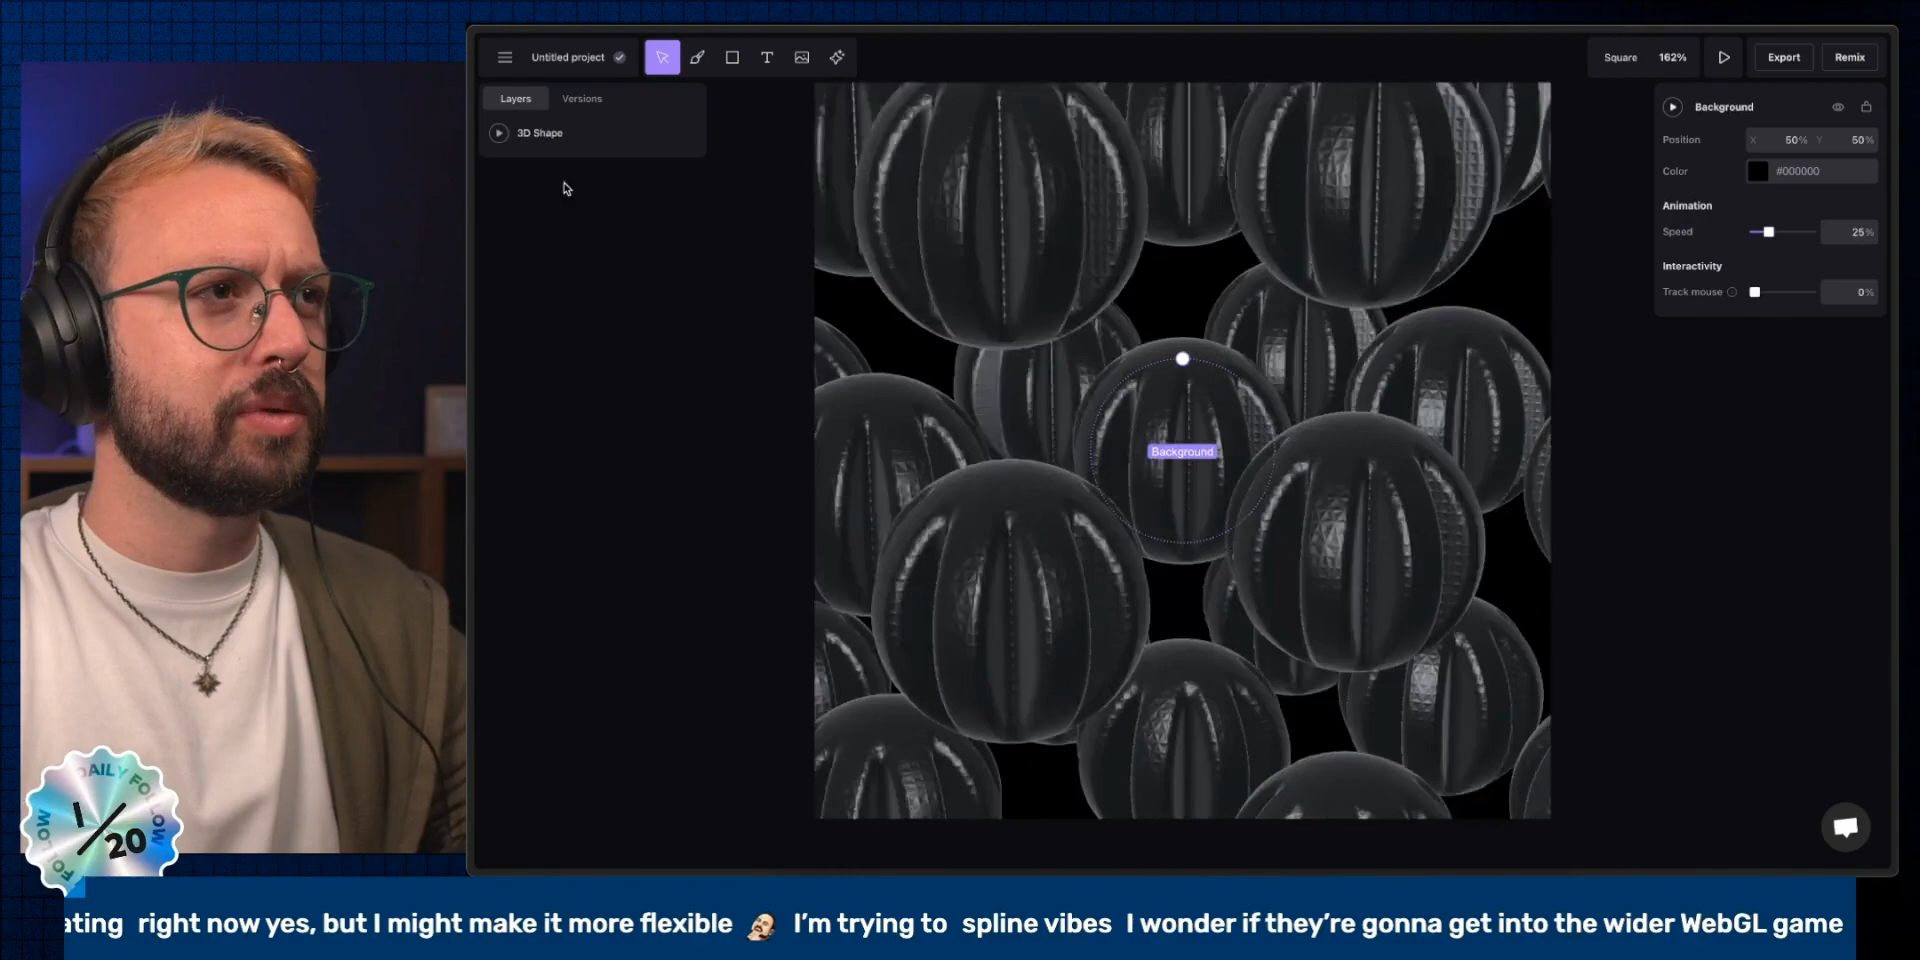 Untitled project
Square 162%
Export
Remix
Layers Versions
3D Shape
Background
Position X 50% Y 50%
Color #000000
Animation
Speed 25%
Interactivity
Track mouse 0%
Background
DAILY FOLLOW
FOLLOW
1/20
ating right now yes, but I might make it more flexible I'm trying to spline vibes I wonder if they're gonna get into the wider WebGL game